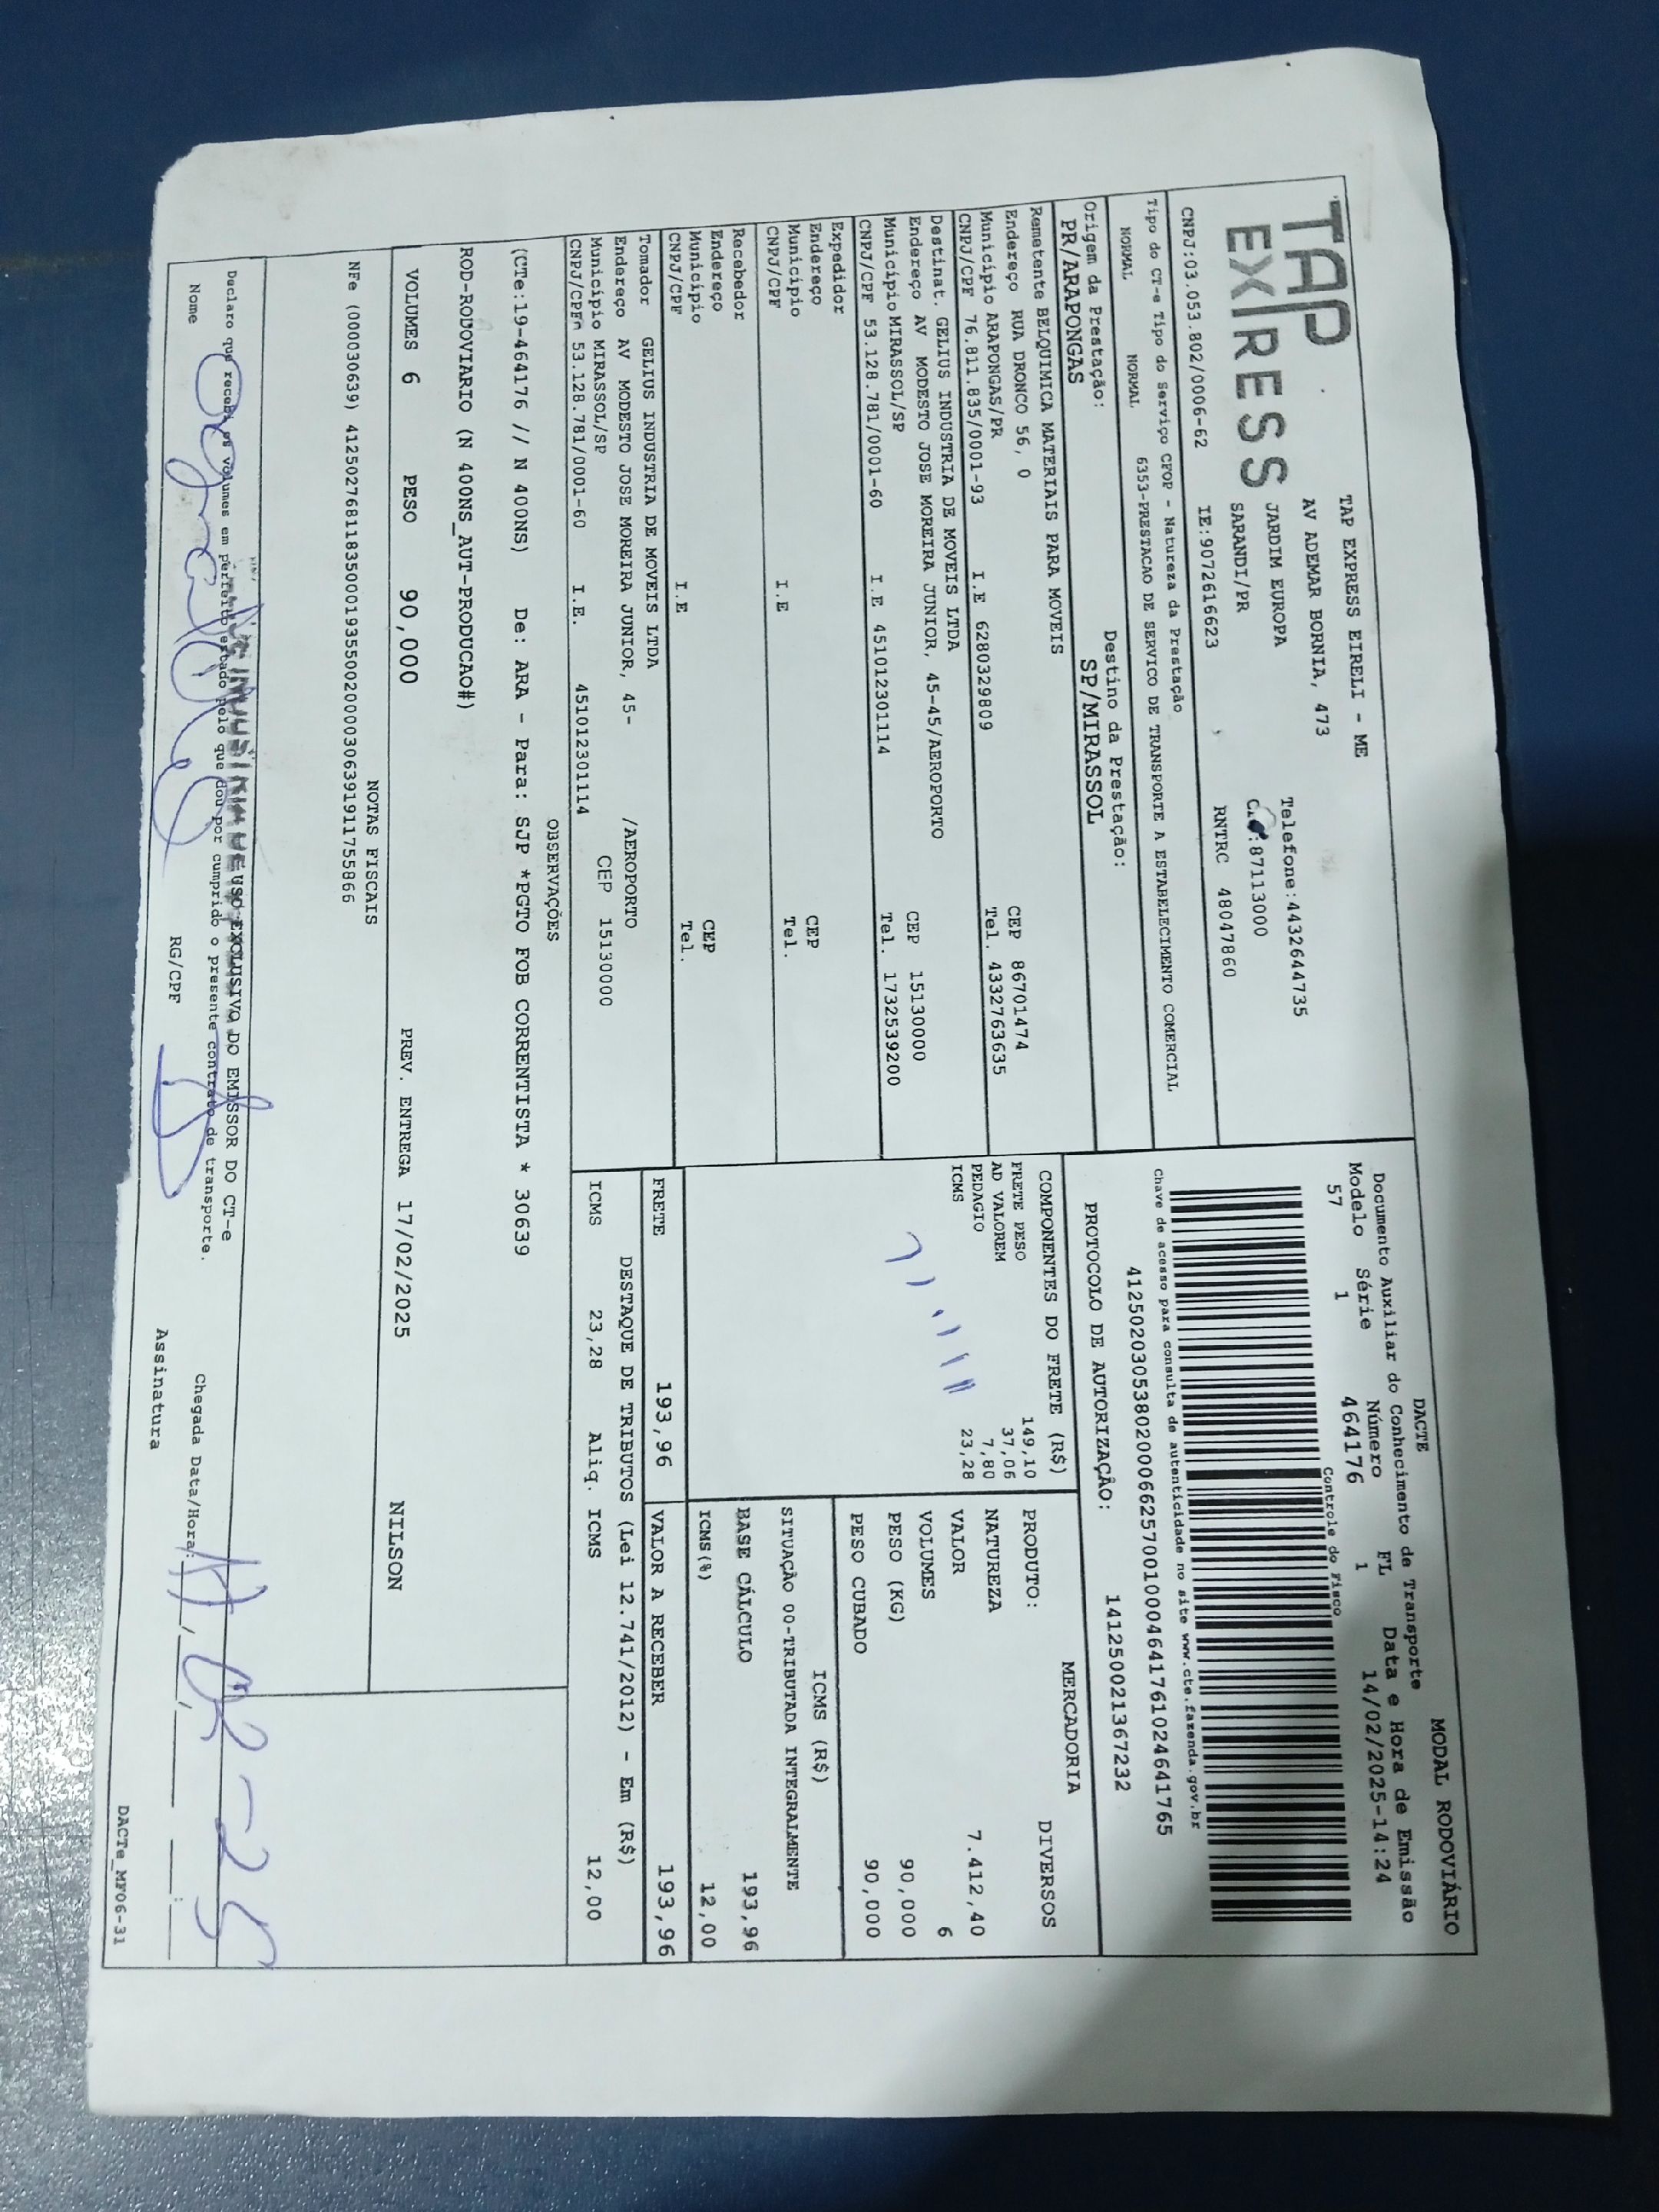 TAP
EXPRESS
TAP EXPRESS EIRELI - ME
AV ADEMAR BORNIA, 473
JARDIM EUROPA
SARANDI/PR
Telefone:4432644735
:87113000
CNPJ:03.053.802/0006-62 IE:9072616623 RNTRC 48047860
Tipo do CT-e Tipo do Serviço CFOP - Natureza da Prestação
NORMAL NORMAL 6353-PRESTACAO DE SERVICO DE TRANSPORTE A ESTABELECIMENTO COMERCIAL
Origem da Prestação: Destino da Prestação:
PR/ARAPONGAS SP/MIRASSOL
DACTE MODAL RODOVIÁRIO
Documento Auxiliar do Conhecimento de Transporte
Modelo Série Número FL Data e Hora de Emissão
57 1 464176 1 14/02/2025-14:24
Controle do Fisco
Chave de acesso para consulta de autenticidade no site www.cte.fazenda.gov.br
41250203053802000662570010004641761024641765
PROTOCOLO DE AUTORIZAÇÃO: 141250021367232
Remetente BELQUIMICA MATERIAIS PARA MOVEIS
Endereço RUA DRONCO 56, 0 CEP 86701474
Município ARAPONGAS/PR Tel. 4332763635
CNPJ/CPF 76.811.835/0001-93 I.E 6280329809
Destinat. GELIUS INDUSTRIA DE MOVEIS LTDA
Endereço AV MODESTO JOSE MOREIRA JUNIOR, 45-45/AEROPORTO CEP 15130000
Município MIRASSOL/SP Tel. 1732539200
CNPJ/CPF 53.128.781/0001-60 I.E 451012301114
Expedidor
Endereço CEP
Município Tel.
CNPJ/CPF I.E
Recebedor
Endereço CEP
Município Tel.
CNPJ/CPF I.E
Tomador GELIUS INDUSTRIA DE MOVEIS LTDA
Endereço AV MODESTO JOSE MOREIRA JUNIOR, 45- /AEROPORTO
Município MIRASSOL/SP CEP 15130000
CNPJ/CPF 53.128.781/0001-60 I.E. 451012301114
COMPONENTES DO FRETE (R$)
FRETE PESO 149,10
AD VALOREM 37,06
PEDAGIO 7,80
ICMS 23,28
MERCADORIA
PRODUTO: DIVERSOS
NATUREZA
VALOR 7.412,40
VOLUMES 6
PESO (KG) 90,000
PESO CUBADO 90,000
ICMS (R$)
SITUAÇÃO 00-TRIBUTADA INTEGRALMENTE
BASE CÁLCULO 193,96
ICMS(%) 12,00
FRETE 193,96 VALOR A RECEBER 193,96
DESTAQUE DE TRIBUTOS (Lei 12.741/2012) - Em (R$)
ICMS 23,28 Aliq. ICMS 12,00
OBSERVAÇÕES
(CTe:19-464176 // N 400NS) De: ARA - Para: SJP *PGTO FOB CORRENTISTA * 30639
ROD-RODOVIARIO (N 400NS_AUT-PRODUCAO#)
VOLUMES 6 PESO 90,000 PREV. ENTREGA 17/02/2025 NILSON
NOTAS FISCAIS
NFe (000030639) 41250276811835000193550020000306391911755866
USO EXCLUSIVO DO EMISSOR DO CT-e
Declaro que recebi os volumes em perfeito estado pelo que dou por cumprido o presente contrato de transporte.
Nome RG/CPF Assinatura Chegada Data/Hora:
02-25
DACTe_MF06-31